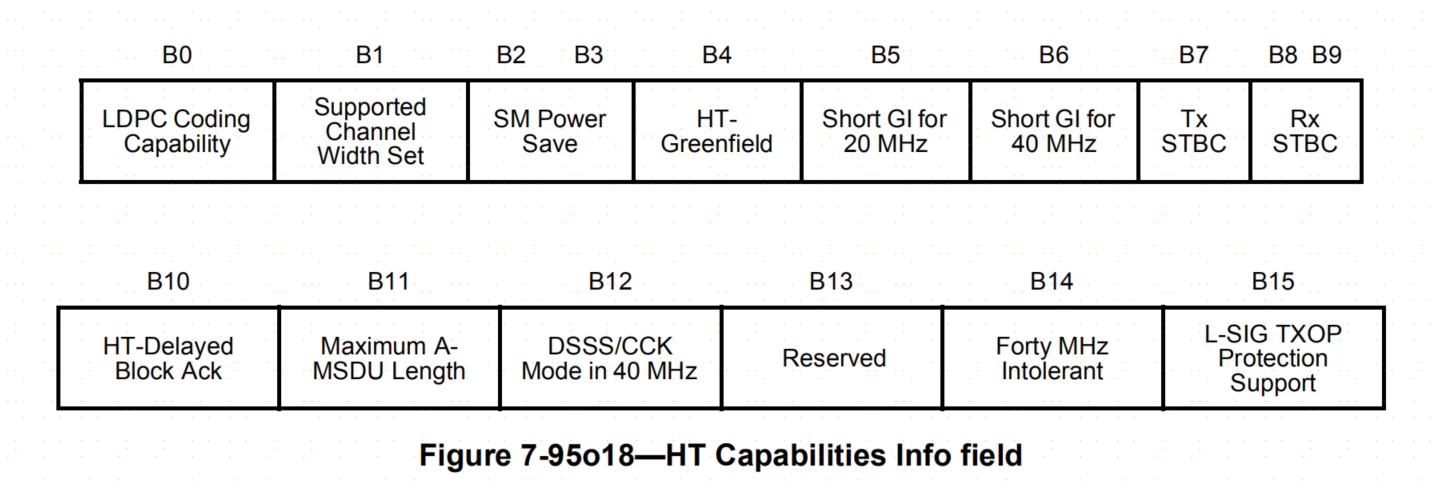 B0 B1 B2 B3 B4 B5 B6 B7 B8 B9
LDPC Coding
Capability
Supported
Channel
Width Set
SM Power
Save
HT-
Greenfield
Short GI for
20 MHz
Short GI for
40 MHz
Tx
STBC
Rx
STBC
B10 B11 B12 B13 B14 B15
HT-Delayed
Block Ack
Maximum A-
MSDU Length
DSSS/CCK
Mode in 40 MHz
Reserved
Forty MHz
Intolerant
L-SIG TXOP
Protection
Support
Figure 7-95o18—HT Capabilities Info field